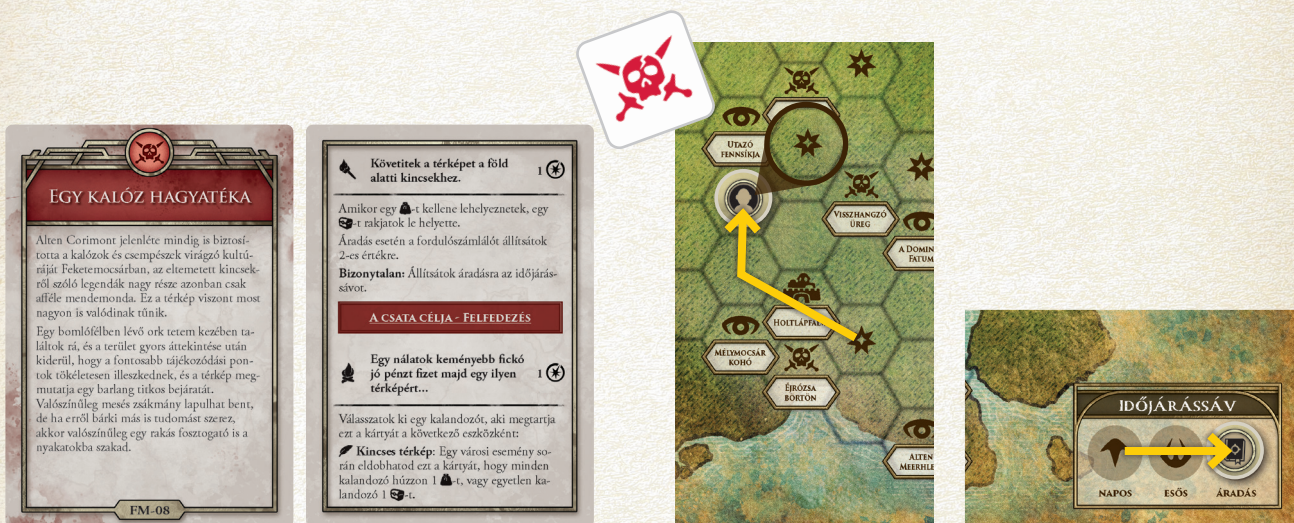 EGY KALÓZ HAGYATÉKA
Alten Corimont jelenléte mindig is biztosí-
totta a kalózok és csempészek virágzó kultú-
ráját Feketemocsárban, az eltemetett kincsek-
ről szóló legendák nagy része azonban csak
afféle mendemonda. Ez a térkép viszont most
nagyon is valódinak tűnik.
Egy bomlófélben lévő ork tetem kezében ta-
láltok rá, és a terület gyors áttekintése után
kiderül, hogy a fontosabb tájékozódási pon-
tok tökéletesen illeszkednek, és a térkép meg-
mutatja egy barlang titkos bejáratát.
Valószínűleg mesés zsákmány lapulhat bent,
de ha erről bárki más is tudomást szerez,
akkor valószínűleg egy rakás fosztogató is a
nyakatokba szakad.
FM-08
Követitek a térképet a föld
alatti kincsekhez.
1
Amikor egy -t kellene lehelyeznetek, egy
-t rakjatok le helyette.
Áradás esetén a fordulószámlálót állítsátok
2-es értékre.
Bizonytalan: Állítsátok áradásra az időjárás-
sávot.
A CSATA CÉLJA - FELFEDEZÉS
Egy nálatok keményebb fickó
jó pénzt fizet majd egy ilyen
térképért...
1
Válasszatok ki egy kalandozót, aki megtartja
ezt a kártyát a következő eszközként:
Kincses térkép: Egy városi esemény so-
rán eldobhatod ezt a kártyát, hogy minden
kalandozó húzzon 1 -t, vagy egyetlen ka-
landozó 1 -t.
UTAZÓ
FENNSÍKJA
VISSZHANGZÓ
ÜREG
A DOMIN
FATUM
HOLTLÁPFAL
MÉLYMOCSÁR
KOHÓ
ÉJRÓZSA
BÖRTÖN
ALTEN
MEERHLE
IDŐJÁRÁSSÁV
NAPOS
ESŐS
ÁRADÁS